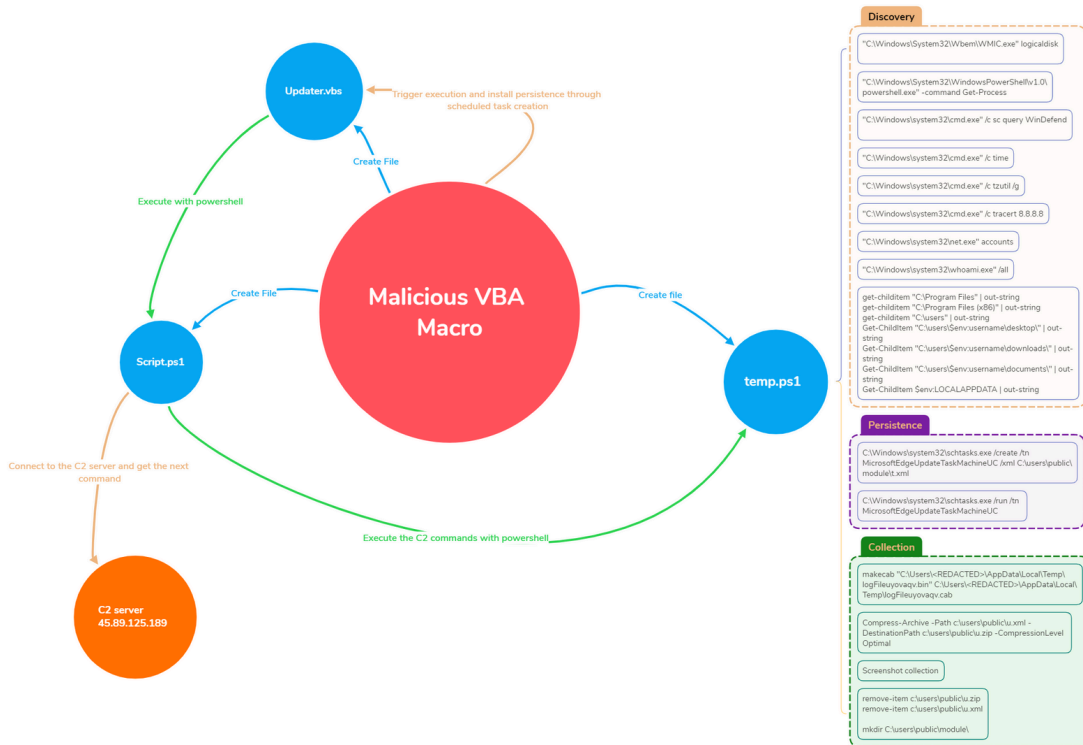 Updater.vbs
Trigger execution and install persistence through
scheduled task creation
Create File
Execute with powershell
Create File
Malicious VBA
Macro
Create file
Script.ps1
temp.ps1
Connect to the C2 server and get the next
command
Execute the C2 commands with powershell
C2 server
45.89.125.189
Discovery
"C:\Windows\System32\Wbem\WMIC.exe" logicaldisk
"C:\Windows\System32\WindowsPowerShell\v1.0\
powershell.exe" -command Get-Process
"C:\Windows\system32\cmd.exe" /c sc query WinDefend
"C:\Windows\system32\cmd.exe" /c time
"C:\Windows\system32\cmd.exe" /c tzutil /g
"C:\Windows\system32\cmd.exe" /c tracert 8.8.8.8
"C:\Windows\system32\net.exe" accounts
"C:\Windows\system32\whoami.exe" /all
get-childitem "C:\Program Files" | out-string
get-childitem "C:\Program Files (x86)" | out-string
get-childitem "C:\users" | out-string
Get-ChildItem "C:\users\$env:username\desktop\" | out-
string
Get-ChildItem "C:\users\$env:username\downloads\" | out-
string
Get-ChildItem "C:\users\$env:username\documents\" | out-
string
Get-ChildItem $env:LOCALAPPDATA | out-string
Persistence
C:\Windows\system32\schtasks.exe /create /tn
MicrosoftEdgeUpdateTaskMachineUC /xml C:\users\public\
module\t.xml
C:\Windows\system32\schtasks.exe /run /tn
MicrosoftEdgeUpdateTaskMachineUC
Collection
makecab "C:\Users\<REDACTED>\AppData\Local\Temp\
logFileuyovaqv.bin" C:\Users\<REDACTED>\AppData\Local\
Temp\logFileuyovaqv.cab
Compress-Archive -Path c:\users\public\u.xml -
DestinationPath c:\users\public\u.zip -CompressionLevel
Optimal
Screenshot collection
remove-item c:\users\public\u.zip
remove-item c:\users\public\u.xml
mkdir C:\users\public\module\